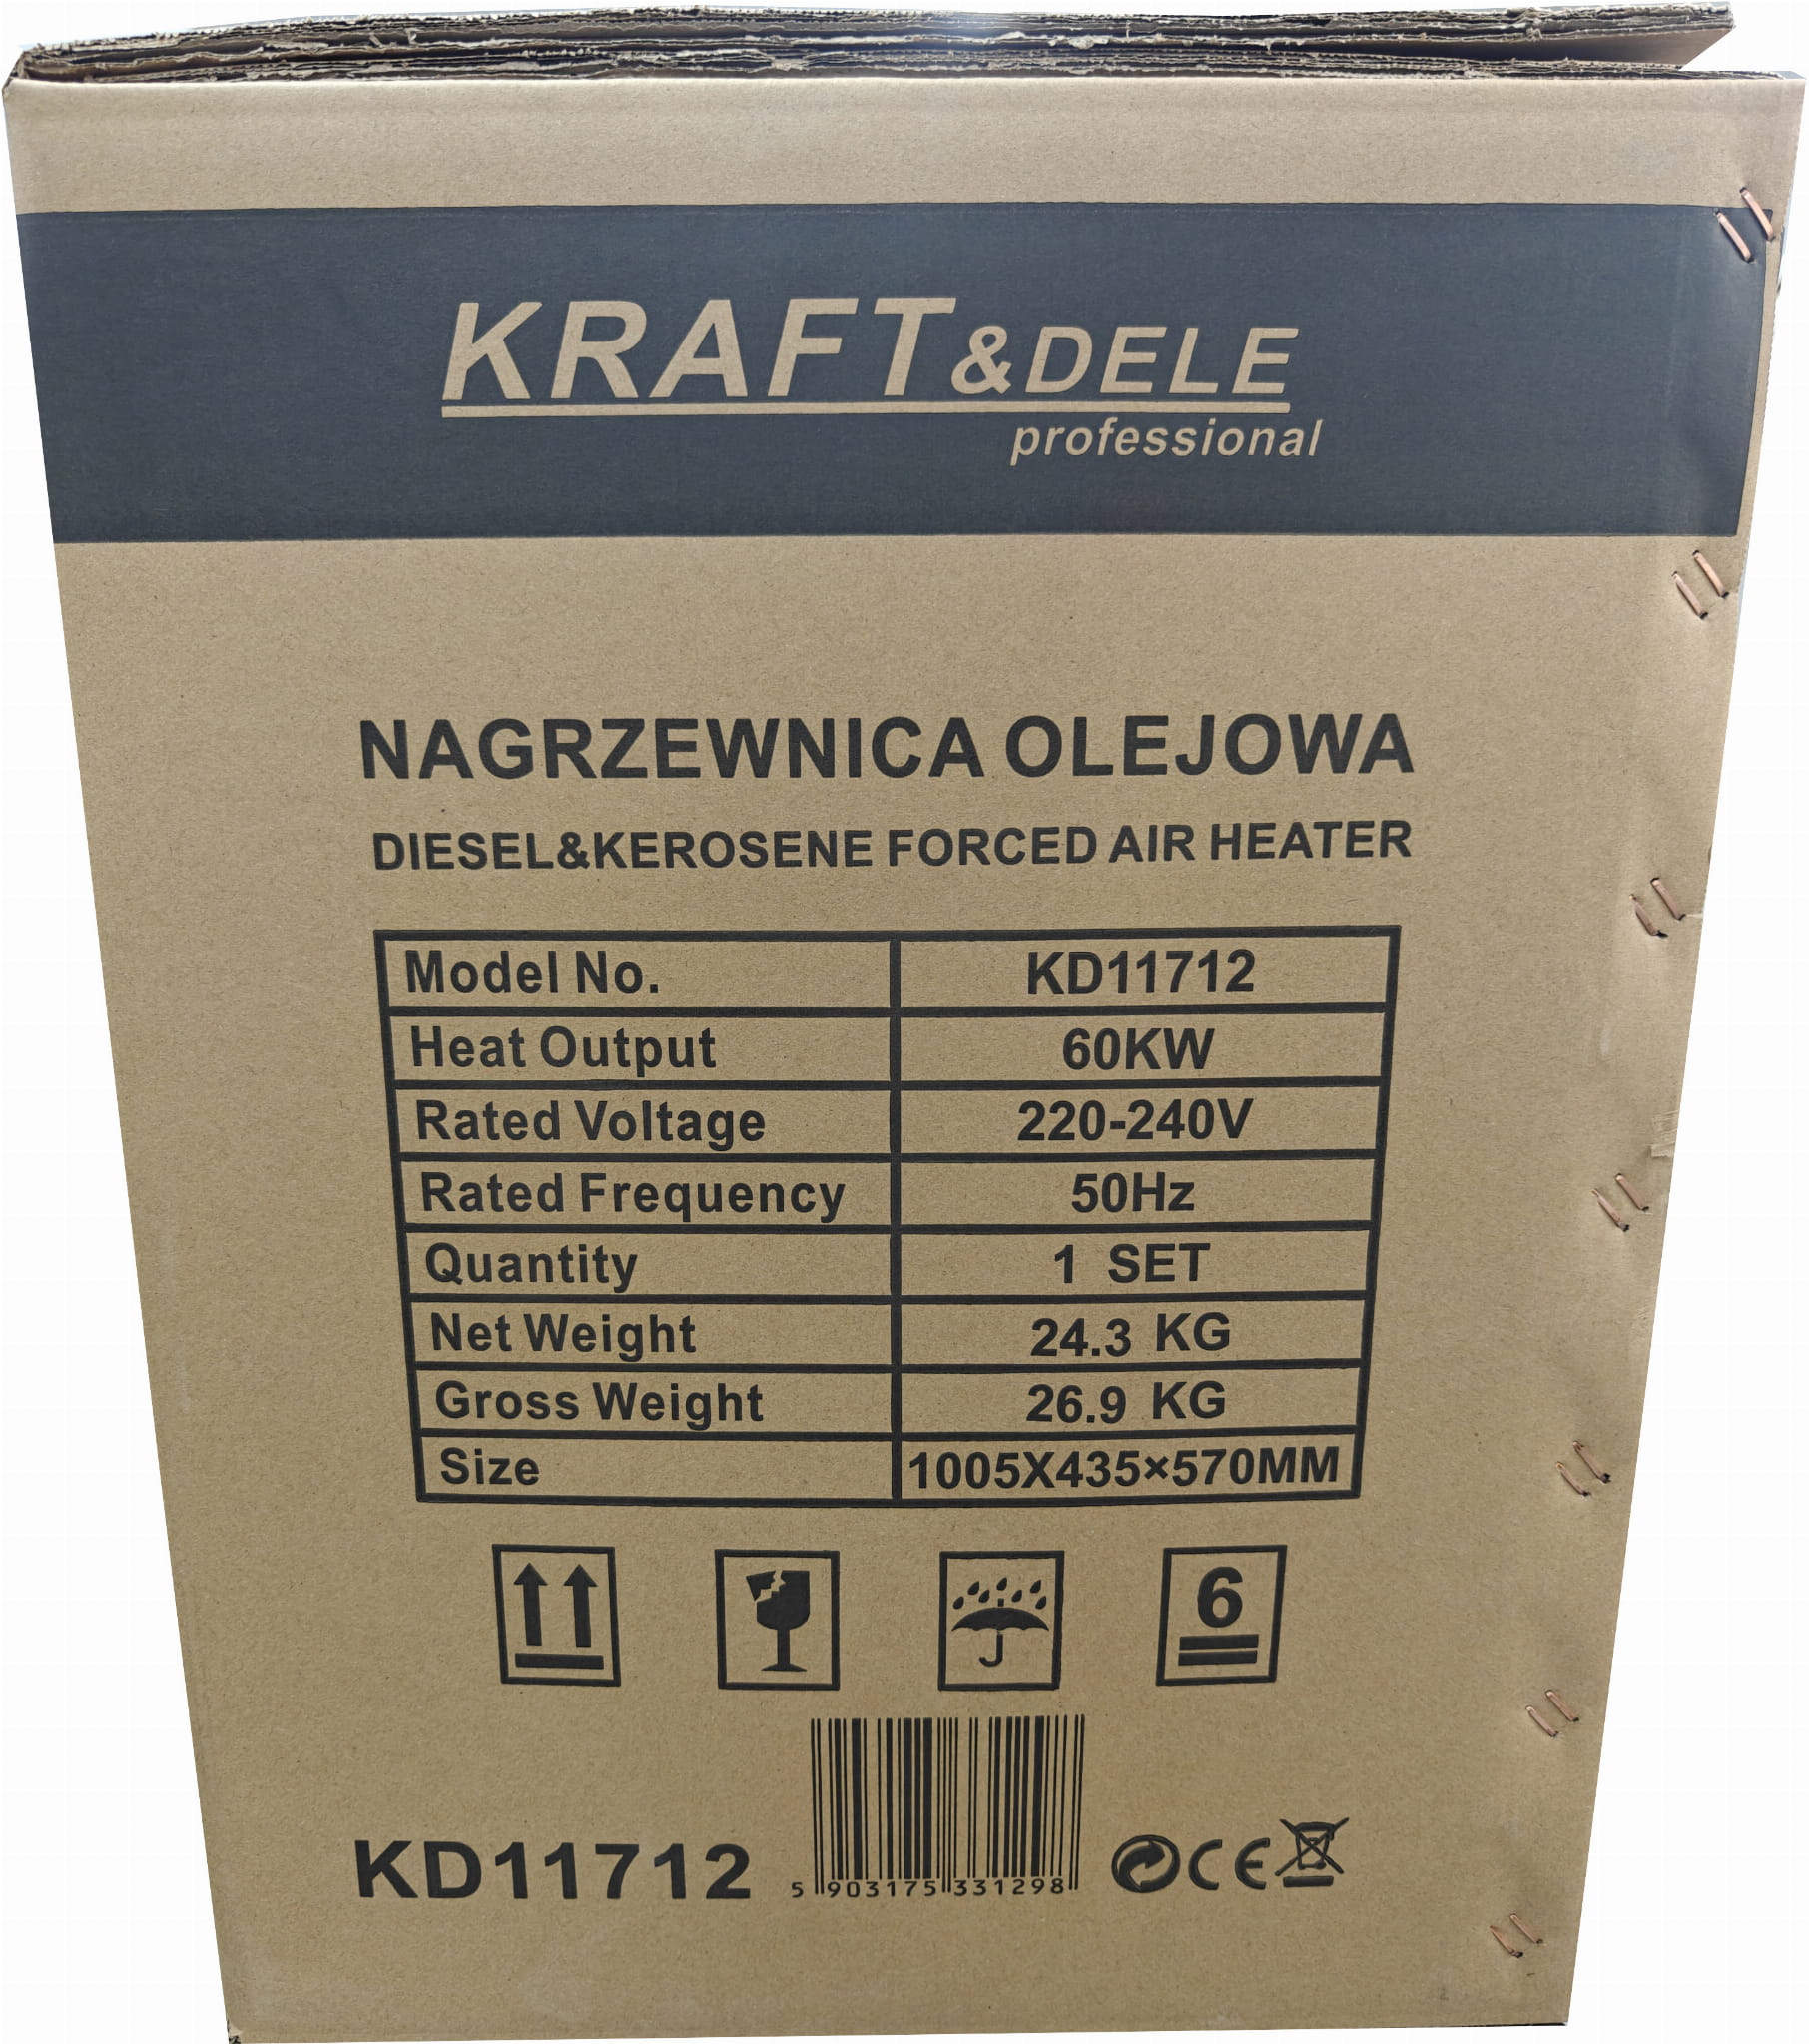 KRAFT&DELE
professional
NAGRZEWNICA OLEJOWA
DIESEL&KEROSENE FORCED AIR HEATER
Model No. KD11712
Heat Output 60KW
Rated Voltage 220-240V
Rated Frequency 50Hz
Quantity 1 SET
Net Weight 24.3 KG
Gross Weight 26.9 KG
Size 1005X435×570MM
6
KD11712 5 903175 331298 CE